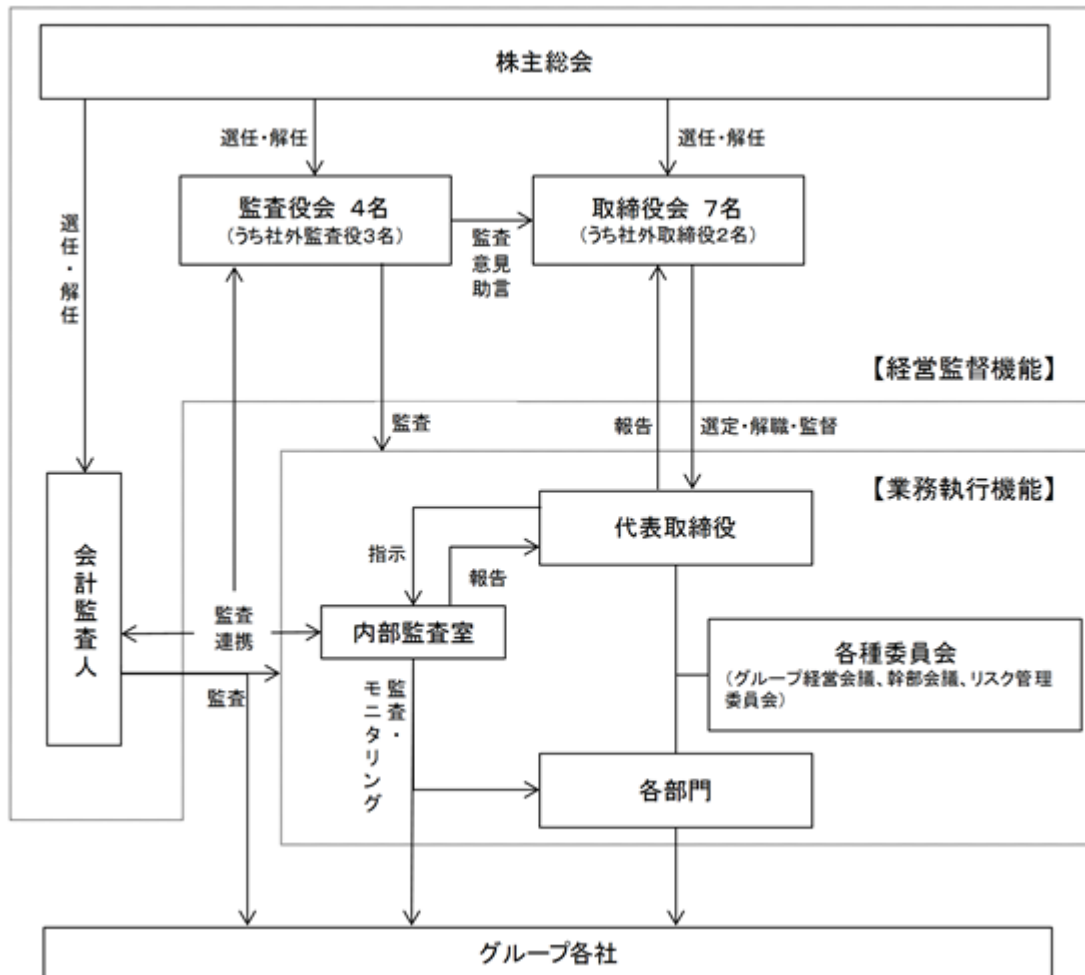 株主総会
選任・解任
選任・解任
選任・解任
監査役会 4名
（うち社外監査役3名）
取締役会 7名
（うち社外取締役2名）
監査
意見
助言
【経営監督機能】
監査
報告
選定・解職・監督
【業務執行機能】
代表取締役
会計監査人
指示
報告
監査
連携
内部監査室
各種委員会
（グループ経営会議、幹部会議、リスク管理
委員会）
監査
監査・
モニタリング
各部門
グループ各社